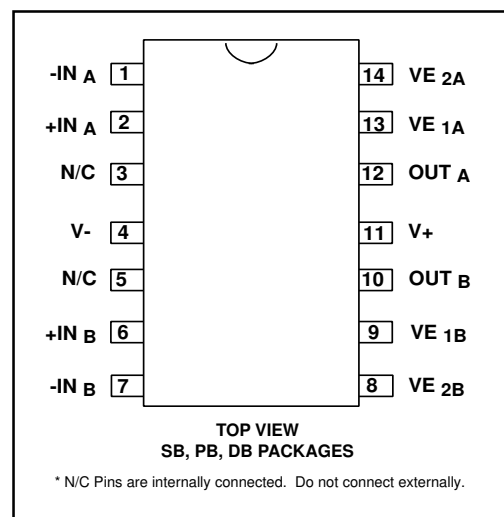 -IN A 1 14 VE 2A
+IN A 2 13 VE 1A
N/C 3 12 OUT A
V- 4 11 V+
N/C 5 10 OUT B
+IN B 6 9 VE 1B
-IN B 7 8 VE 2B
TOP VIEW
SB, PB, DB PACKAGES
* N/C Pins are internally connected. Do not connect externally.